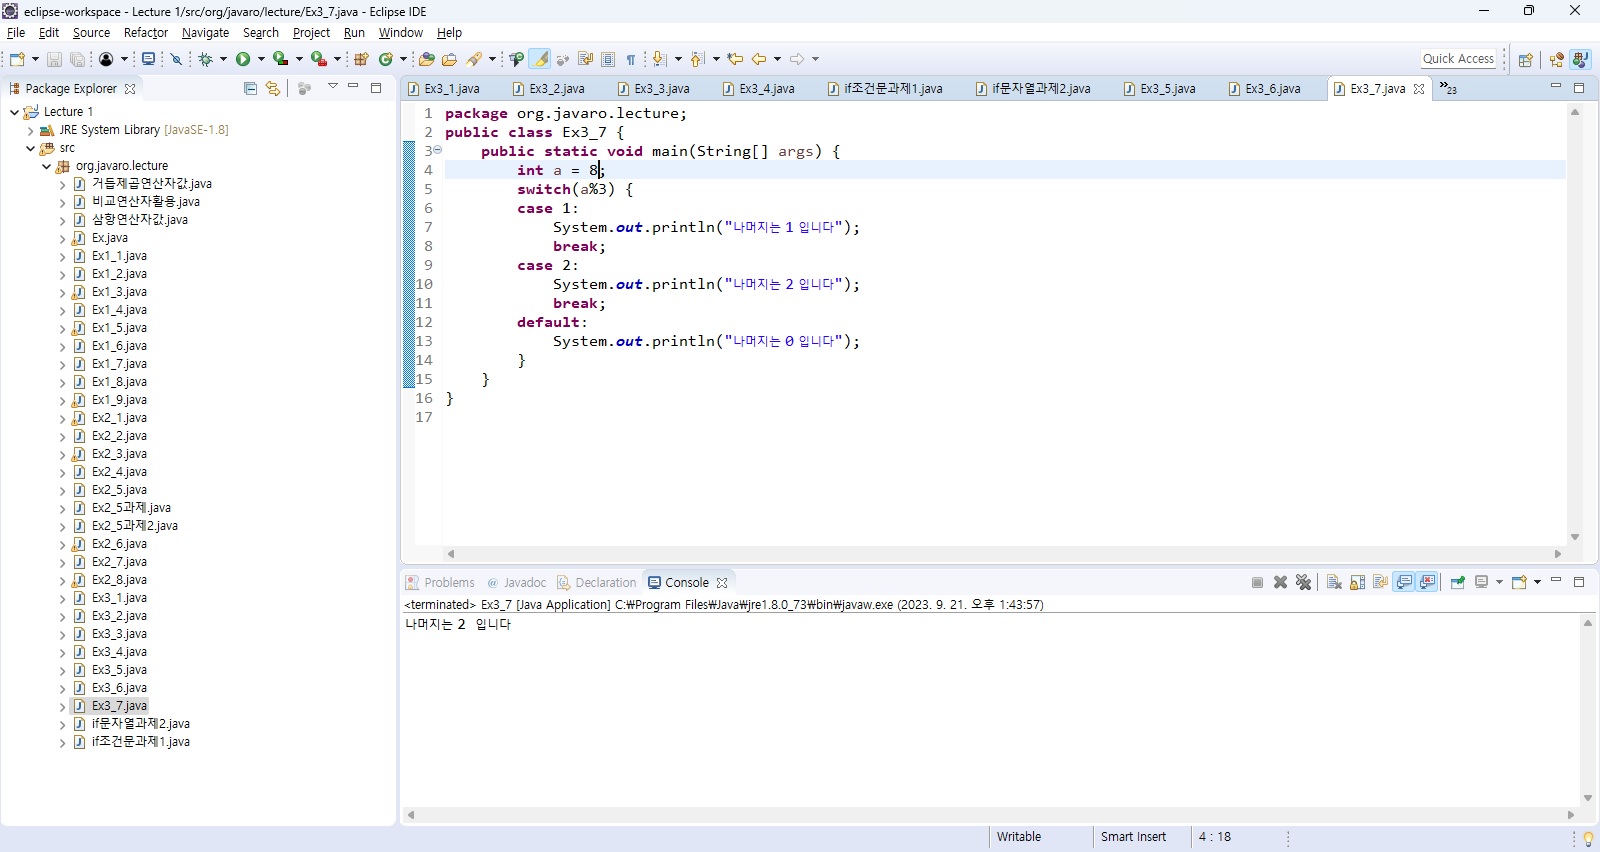 eclipse-workspace - Lecture 1/src/org/javaro/lecture/Ex3_7.java - Eclipse IDE
File Edit Source Refactor Navigate Search Project Run Window Help
Quick Access
Package Explorer
Lecture 1
JRE System Library [JavaSE-1.8]
src
org.javaro.lecture
거듭제곱연산자값.java
비교연산자활용.java
삼항연산자값.java
Ex.java
Ex1_1.java
Ex1_2.java
Ex1_3.java
Ex1_4.java
Ex1_5.java
Ex1_6.java
Ex1_7.java
Ex1_8.java
Ex1_9.java
Ex2_1.java
Ex2_2.java
Ex2_3.java
Ex2_4.java
Ex2_5.java
Ex2_5과제.java
Ex2_5과제2.java
Ex2_6.java
Ex2_7.java
Ex2_8.java
Ex3_1.java
Ex3_2.java
Ex3_3.java
Ex3_4.java
Ex3_5.java
Ex3_6.java
Ex3_7.java
if문자열과제2.java
if조건문과제1.java
Ex3_1.java Ex3_2.java Ex3_3.java Ex3_4.java if조건문과제1.java if문자열과제2.java Ex3_5.java Ex3_6.java Ex3_7.java »23
1 package org.javaro.lecture;
2 public class Ex3_7 {
3 public static void main(String[] args) {
4 int a = 8;
5 switch(a%3) {
6 case 1:
7 System.out.println("나머지는 1 입니다");
8 break;
9 case 2:
10 System.out.println("나머지는 2 입니다");
11 break;
12 default:
13 System.out.println("나머지는 0 입니다");
14 }
15 }
16 }
17
Problems @ Javadoc Declaration Console
<terminated> Ex3_7 [Java Application] C:₩Program Files₩Java₩jre1.8.0_73₩bin₩javaw.exe (2023. 9. 21. 오후 1:43:57)
나머지는 2 입니다
Writable Smart Insert 4 : 18